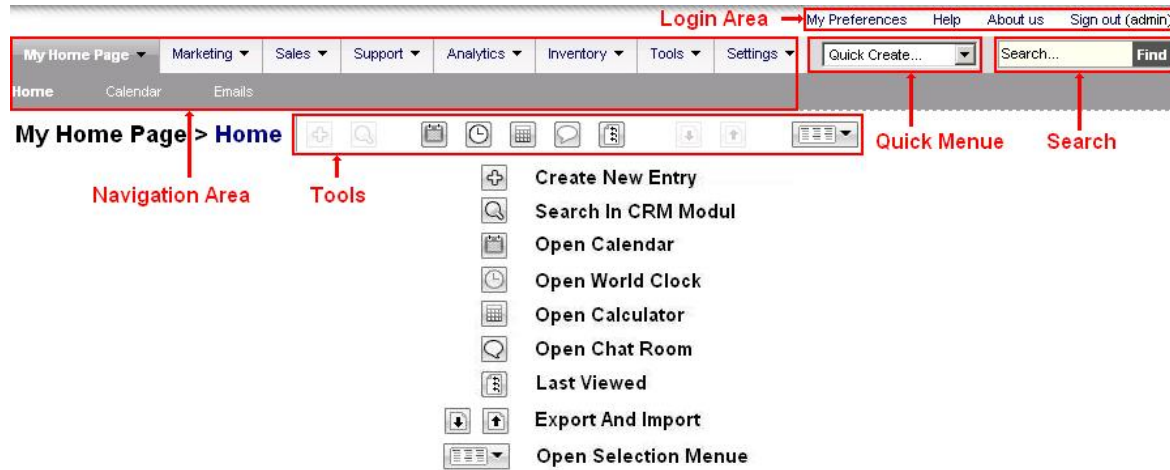 Login Area
My Preferences Help About us Sign out (admin)
My Home Page Marketing Sales Support Analytics Inventory Tools Settings Quick Create... Search... Find
Home Calendar Emails
My Home Page > Home
Quick Menue Search
Navigation Area Tools
Create New Entry
Search In CRM Modul
Open Calendar
Open World Clock
Open Calculator
Open Chat Room
Last Viewed
Export And Import
Open Selection Menue